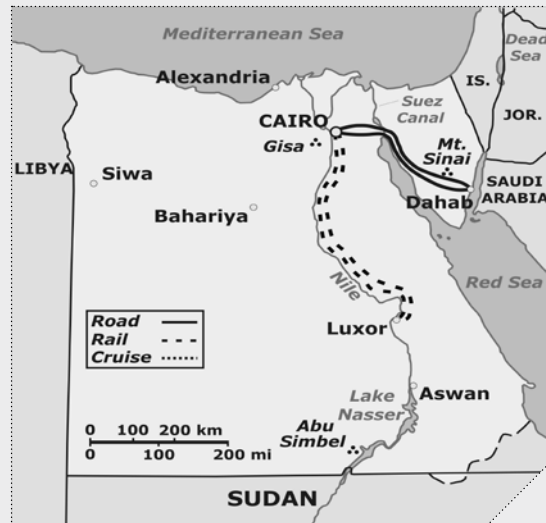 Mediterranean Sea
Dead
Sea
Alexandria
IS.
Suez
Canal
JOR.
CAIRO
Gisa
Mt.
Sinai
LIBYA
Siwa
SAUDI
ARABIA
Dahab
Bahariya
Red Sea
Nile
Road
Rail
Cruise
Luxor
Lake
Nasser
Aswan
Abu
Simbel
0 100 200 km
0 100 200 mi
SUDAN